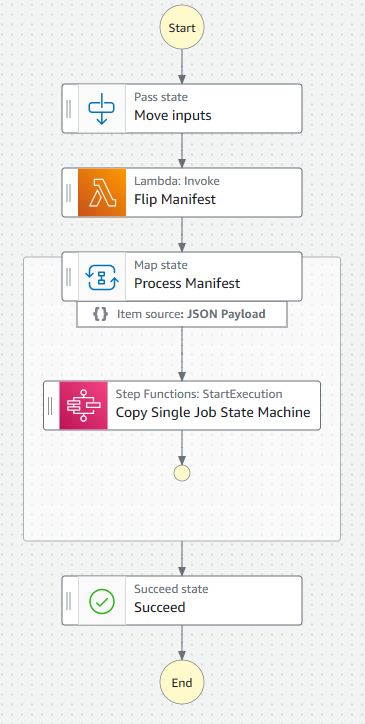 Start
Pass state
Move inputs
Lambda: Invoke
Flip Manifest
Map state
Process Manifest
{} Item source: JSON Payload
Step Functions: StartExecution
Copy Single Job State Machine
Succeed state
Succeed
End